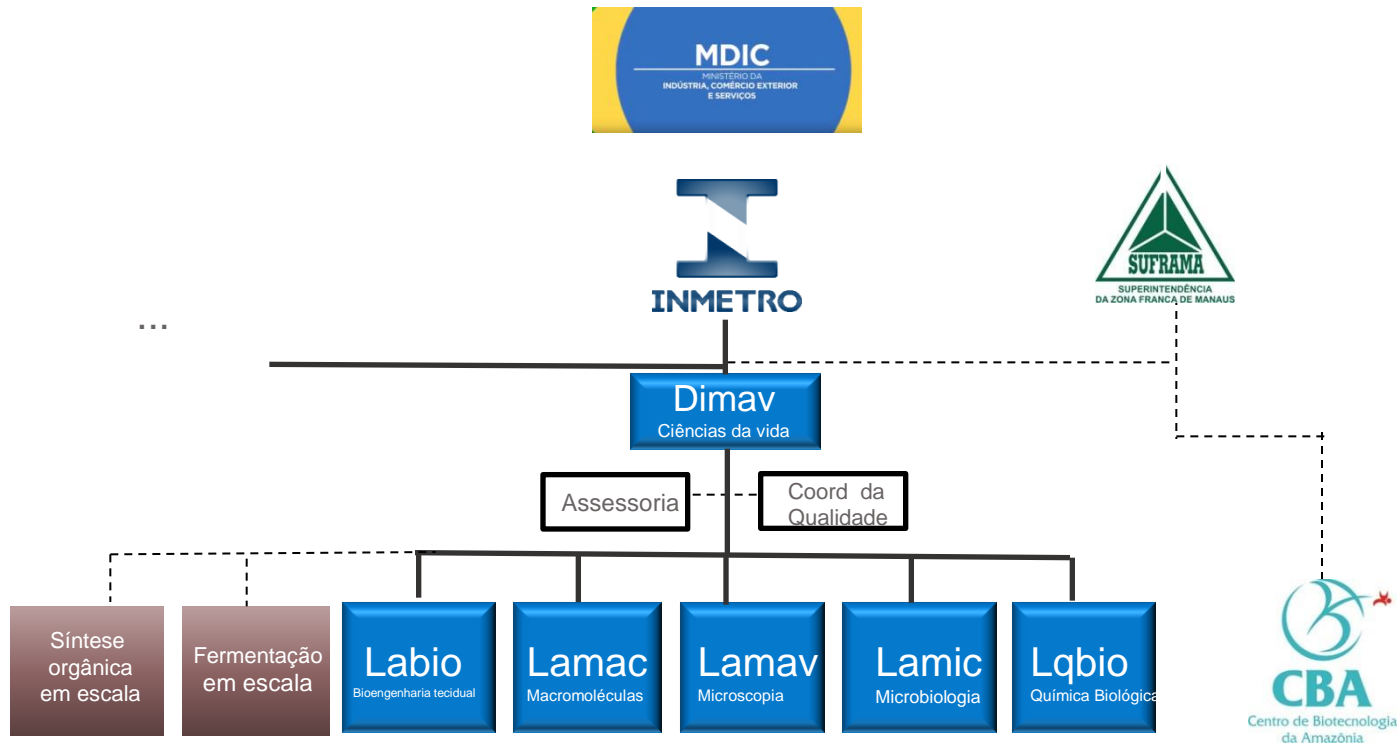 MDIC
MINISTÉRIO DA
INDÚSTRIA, COMÉRCIO EXTERIOR
E SERVIÇOS
INMETRO
SUFRAMA
SUPERINTENDÊNCIA
DA ZONA FRANCA DE MANAUS
...
Dimav
Ciências da vida
Assessoria
Coord da
Qualidade
Síntese
orgânica
em escala
Fermentação
em escala
Labio
Bioengenharia tecidual
Lamac
Macromoléculas
Lamav
Microscopia
Lamic
Microbiologia
Lqbio
Química Biológica
CBA
Centro de Biotecnologia
da Amazônia